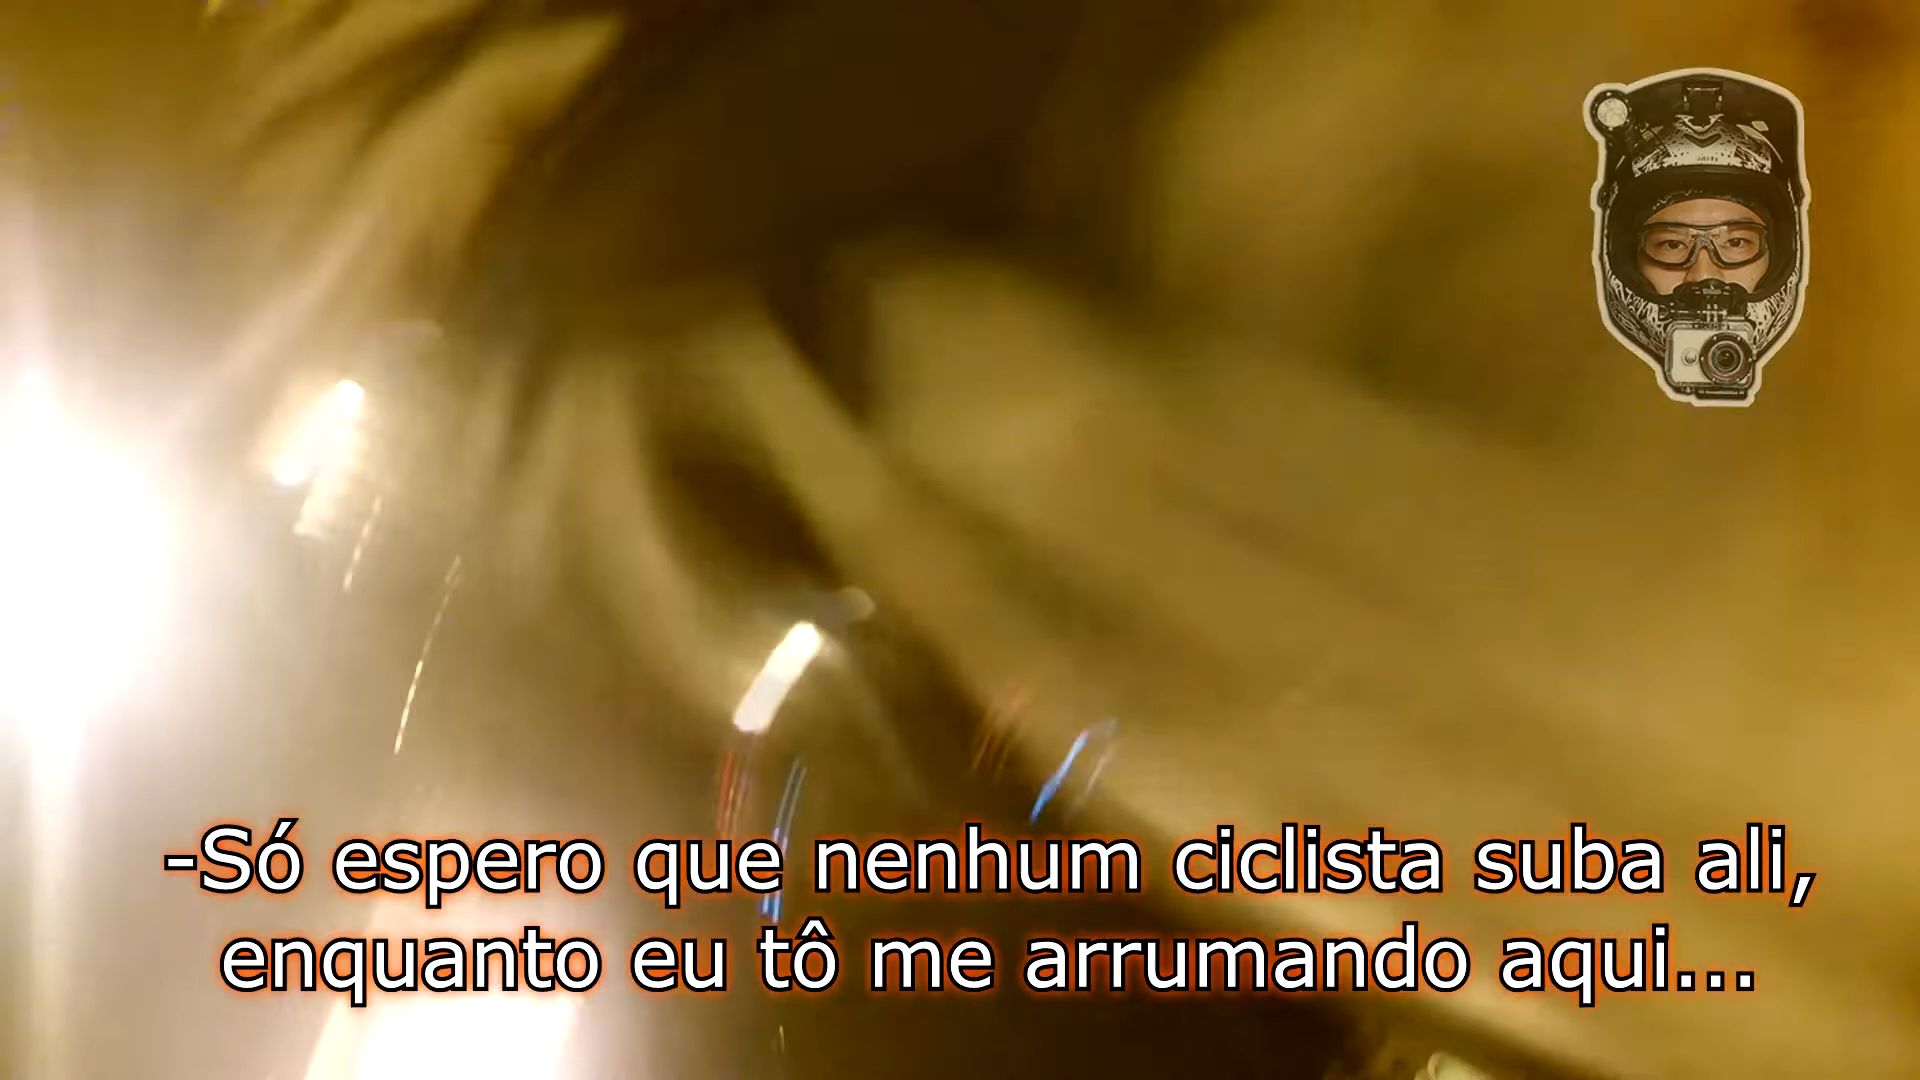 -Só espero que nenhum ciclista suba ali,
enquanto eu tô me arrumando aqui...